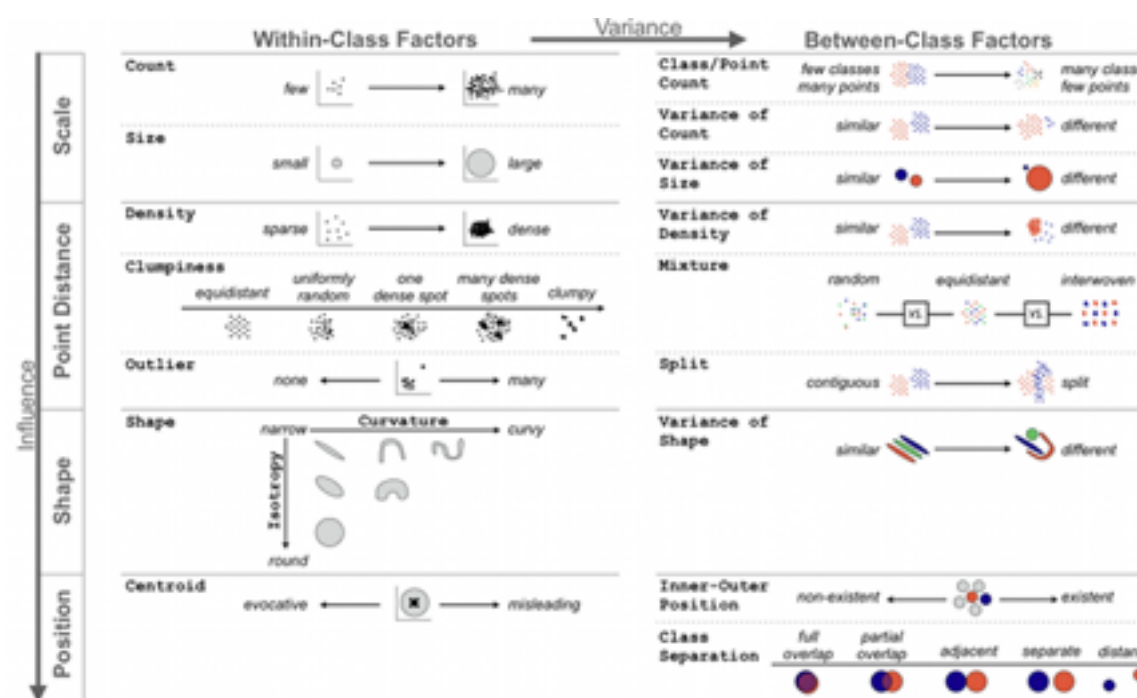 Variance
Within-Class Factors
Between-Class Factors
Influence
Scale
Count
few
many
Size
small
large
Class/Point
Count
few classes
many points
many class
few points
Variance of
Count
similar
different
Variance of
Size
similar
different
Point Distance
Density
sparse
dense
Clumpiness
equidistant
uniformly
random
one
dense spot
many dense
spots
clumpy
Outlier
none
many
Variance of
Density
similar
different
Mixture
random
vs.
equidistant
vs.
interwoven
Split
contiguous
split
Shape
Shape
Curvature
narrow
curvy
Isotropy
round
Variance of
Shape
similar
different
Position
Centroid
evocative
misleading
Inner-Outer
Position
non-existent
existent
Class
Separation
full
overlap
partial
overlap
adjacent
separate
distan